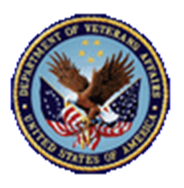 DEPARTMENT OF VETERANS AFFAIRS
UNITED STATES OF AMERICA